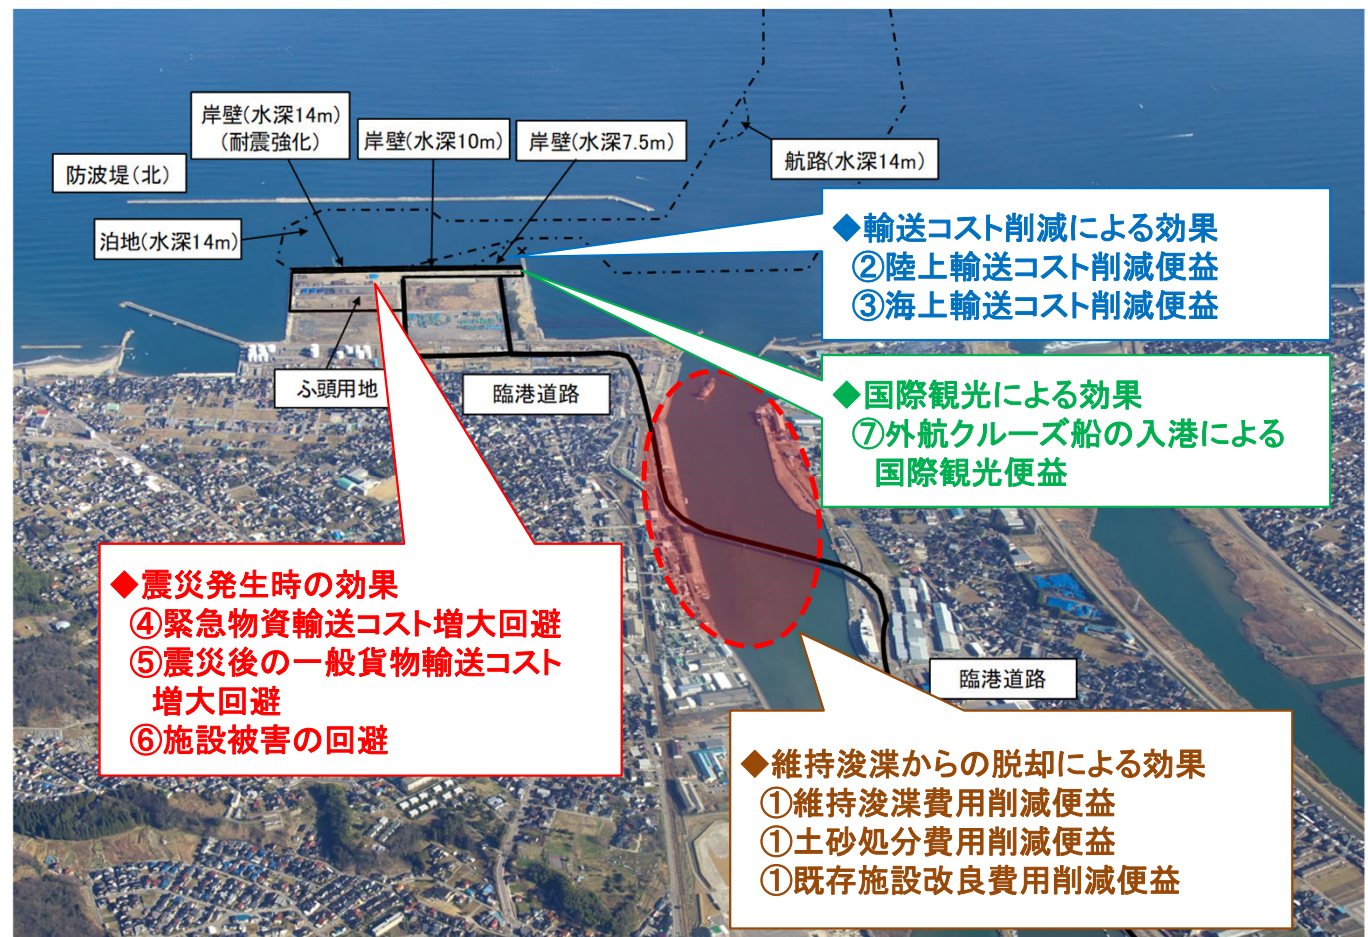 岸壁(水深14m)
(耐震強化)
岸壁(水深10m)
岸壁(水深7.5m)
航路(水深14m)
防波堤(北)
泊地(水深14m)
ふ頭用地
臨港道路
◆輸送コスト削減による効果
②陸上輸送コスト削減便益
③海上輸送コスト削減便益
◆国際観光による効果
⑦外航クルーズ船の入港による
国際観光便益
◆震災発生時の効果
④緊急物資輸送コスト増大回避
⑤震災後の一般貨物輸送コスト
増大回避
⑥施設被害の回避
臨港道路
◆維持浚渫からの脱却による効果
①維持浚渫費用削減便益
①土砂処分費用削減便益
①既存施設改良費用削減便益